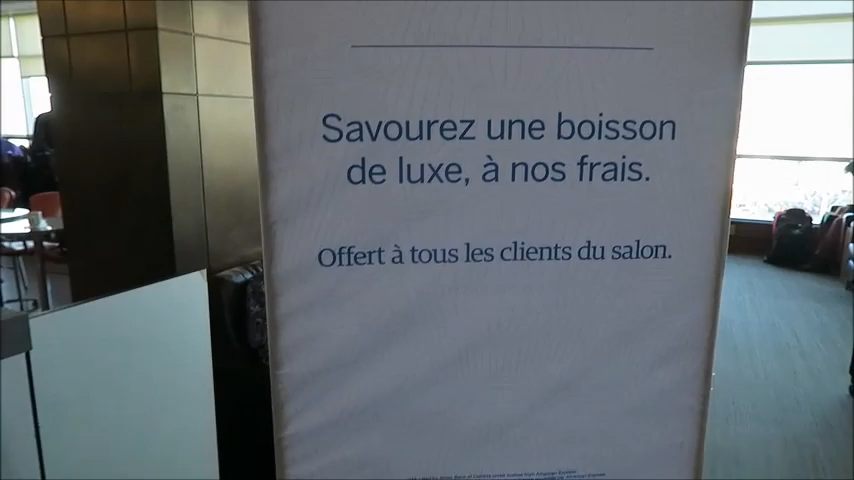 Savourez une boisson
de luxe, à nos frais.
Offert à tous les clients du salon.